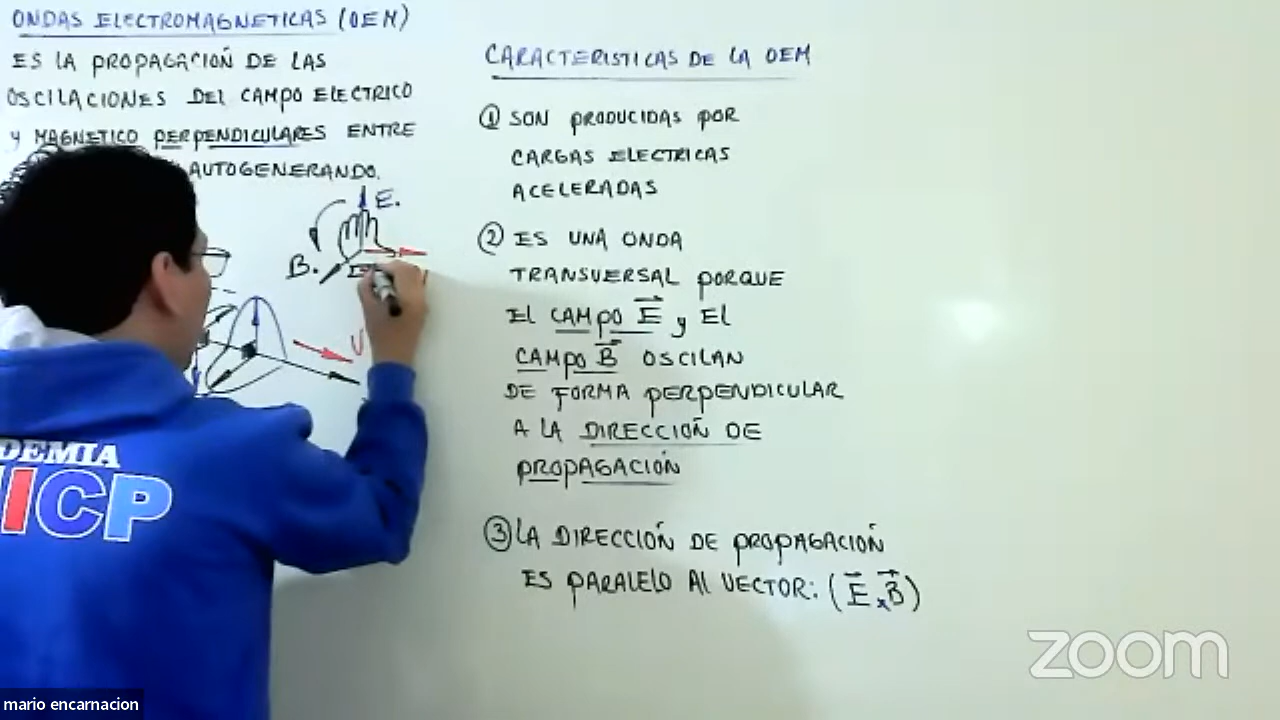 ONDAS ELECTROMAGNETICAS (OEM)
ES LA PROPAGACIÓN DE LAS
OSCILACIONES DEL CAMPO ELECTRICO
Y MAGNETICO PERPENDICULARES ENTRE
AUTOGENERANDO.
E.
B.
U
CARACTERISTICAS DE LA OEM
① SON PRODUCIDAS POR
CARGAS ELECTRICAS
ACELERADAS
② ES UNA ONDA
TRANSVERSAL PORQUE
EL CAMPO E⃗ y EL
CAMPO B⃗ OSCILAN
DE FORMA PERPENDICULAR
A LA DIRECCIÓN DE
PROPAGACIÓN
③ LA DIRECCIÓN DE PROPAGACIÓN
ES PARALELO AL VECTOR: (E⃗ x B⃗)
DEMIA
ICP
zoom
mario encarnacion